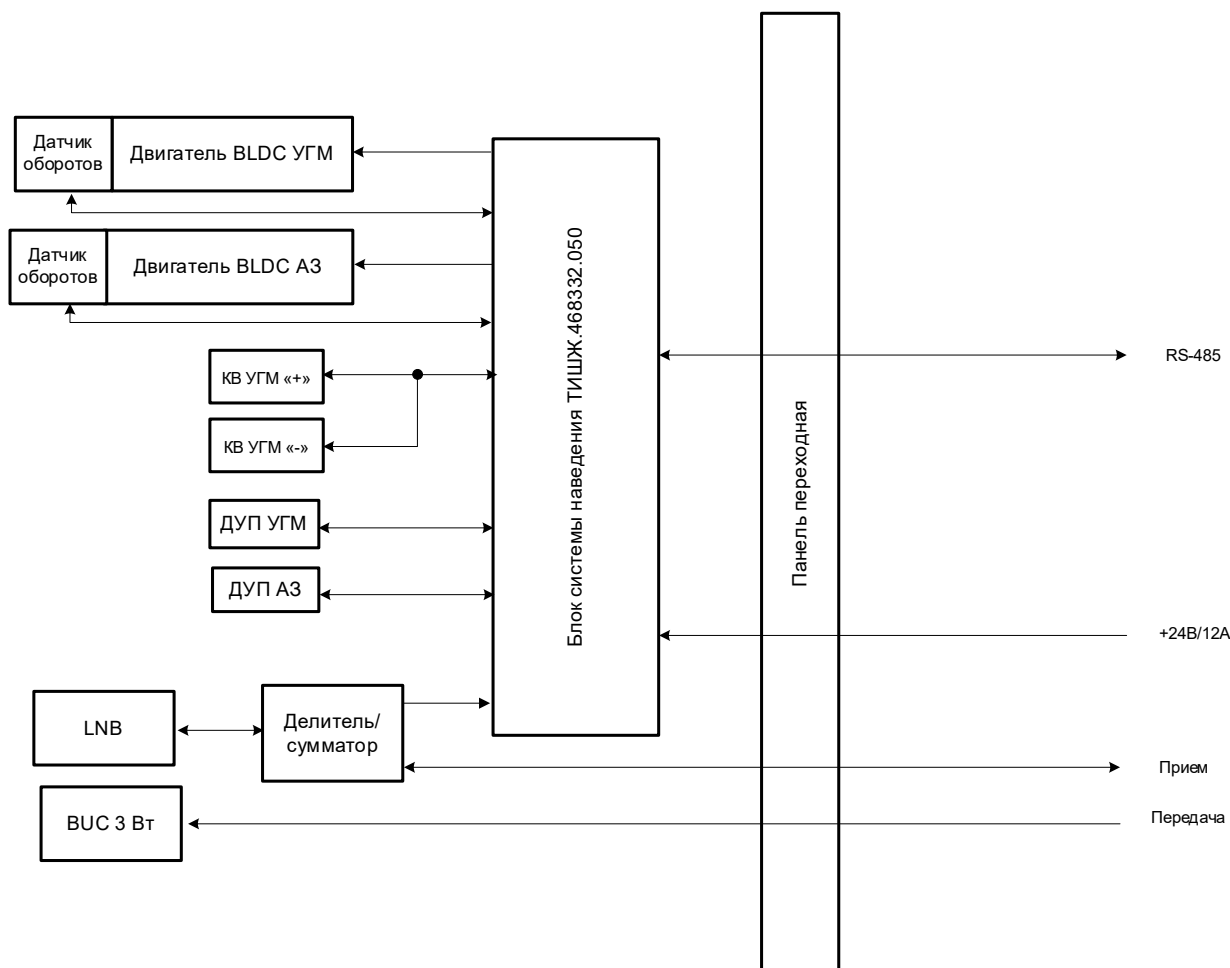 Датчик
оборотов
Двигатель BLDC УГМ
Датчик
оборотов
Двигатель BLDC АЗ
КВ УГМ «+»
КВ УГМ «-»
ДУП УГМ
ДУП АЗ
LNB
Делитель/
сумматор
BUC 3 Вт
Блок системы наведения ТИШЖ.468332.050
Панель переходная
RS-485
+24В/12А
Прием
Передача